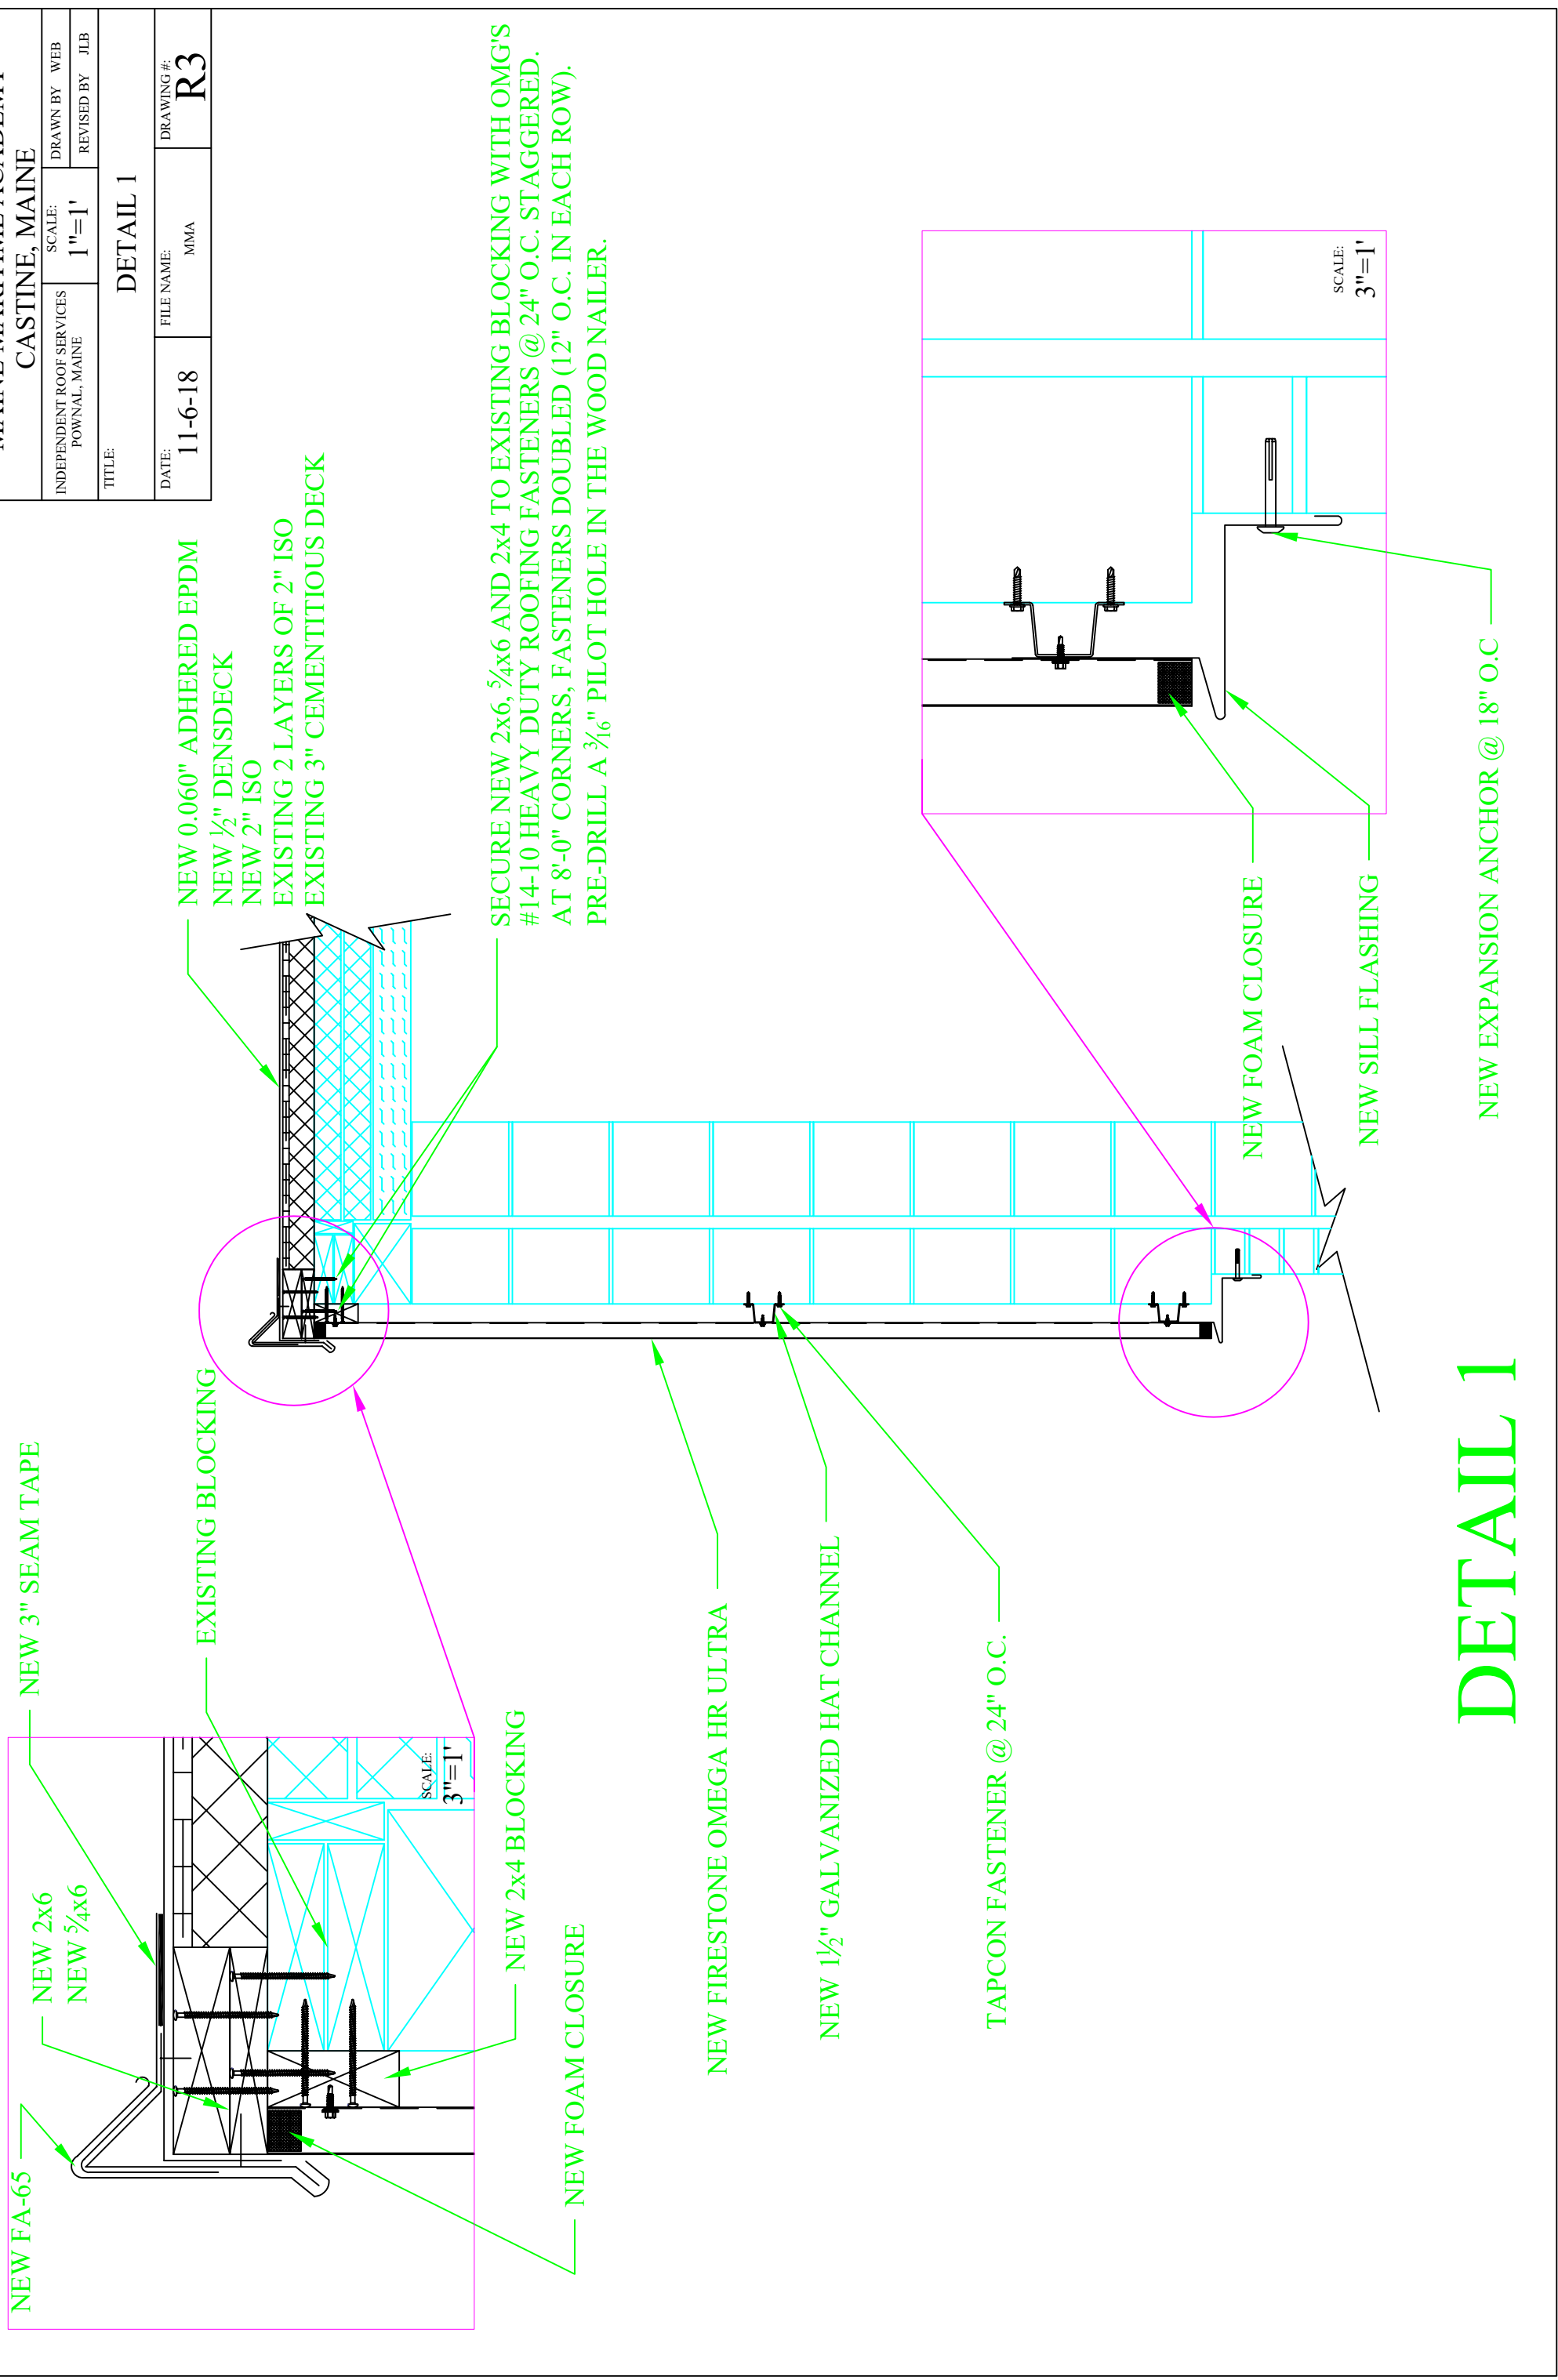 NEW FA-65
NEW 3" SEAM TAPE
NEW 2x6
NEW 5/4x6
EXISTING BLOCKING
SCALE:
3"=1'
NEW 2x4 BLOCKING
NEW FOAM CLOSURE
NEW FIRESTONE OMEGA HR ULTRA
NEW 1½" GALVANIZED HAT CHANNEL
TAPCON FASTENER @ 24" O.C.
DETAIL 1
NEW 0.060" ADHERED EPDM
NEW ½" DENSDECK
NEW 2" ISO
EXISTING 2 LAYERS OF 2" ISO
EXISTING 3" CEMENTITIOUS DECK
SECURE NEW 2x6, 5/4x6 AND 2x4 TO EXISTING BLOCKING WITH OMG'S
#14-10 HEAVY DUTY ROOFING FASTENERS @ 24" O.C. STAGGERED.
AT 8'-0" CORNERS, FASTENERS DOUBLED (12" O.C. IN EACH ROW).
PRE-DRILL A 3/16" PILOT HOLE IN THE WOOD NAILER.
SCALE:
3"=1'
NEW FOAM CLOSURE
NEW SILL FLASHING
NEW EXPANSION ANCHOR @ 18" O.C
MAINE MARITIME ACADEMY
CASTINE, MAINE
INDEPENDENT ROOF SERVICES
POWNAL, MAINE
SCALE:
1"=1'
DRAWN BY WEB
REVISED BY JLB
TITLE:
DETAIL 1
DATE:
11-6-18
FILE NAME:
MMA
DRAWING #:
R3